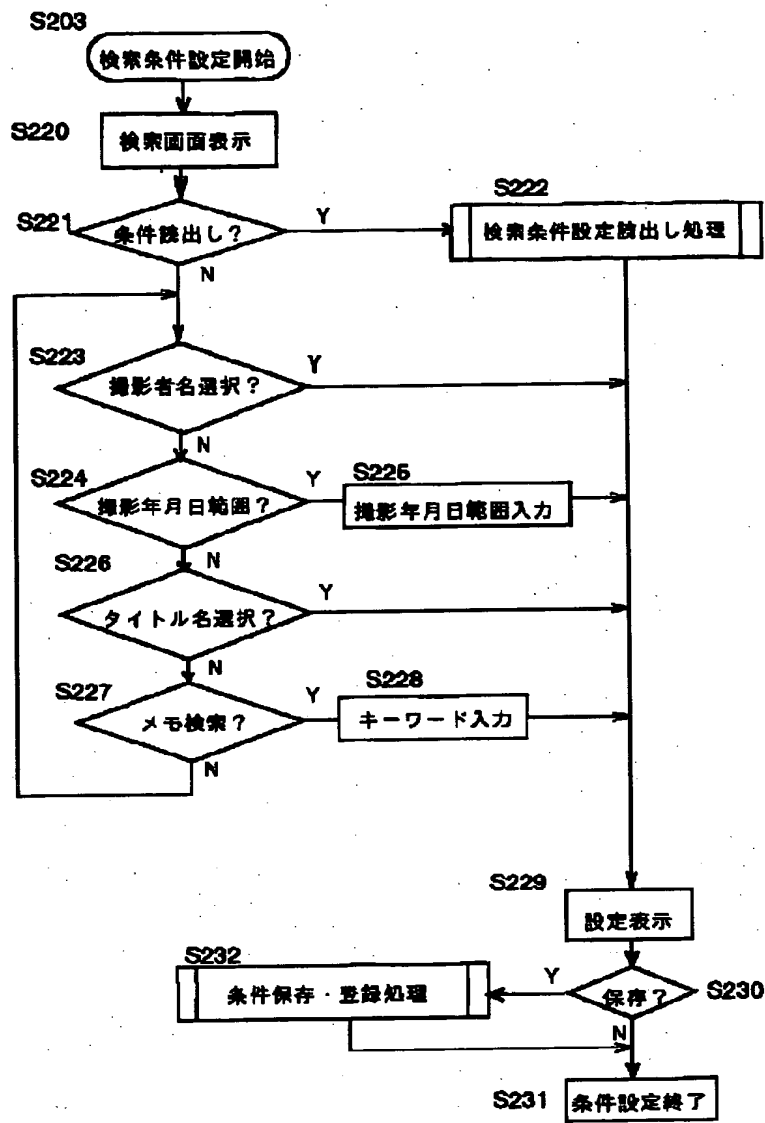 S203
検索条件設定開始
S220
検索画面表示
S221
条件読出し?
Y
N
S222
検索条件設定読出し処理
S223
撮影者名選択?
Y
N
S224
撮影年月日範囲?
Y
N
S225
撮影年月日範囲入力
S226
タイトル名選択?
Y
N
S227
メモ検索?
Y
N
S228
キーワード入力
S229
設定表示
S230
保存?
Y
N
S232
条件保存・登録処理
S231
条件設定終了